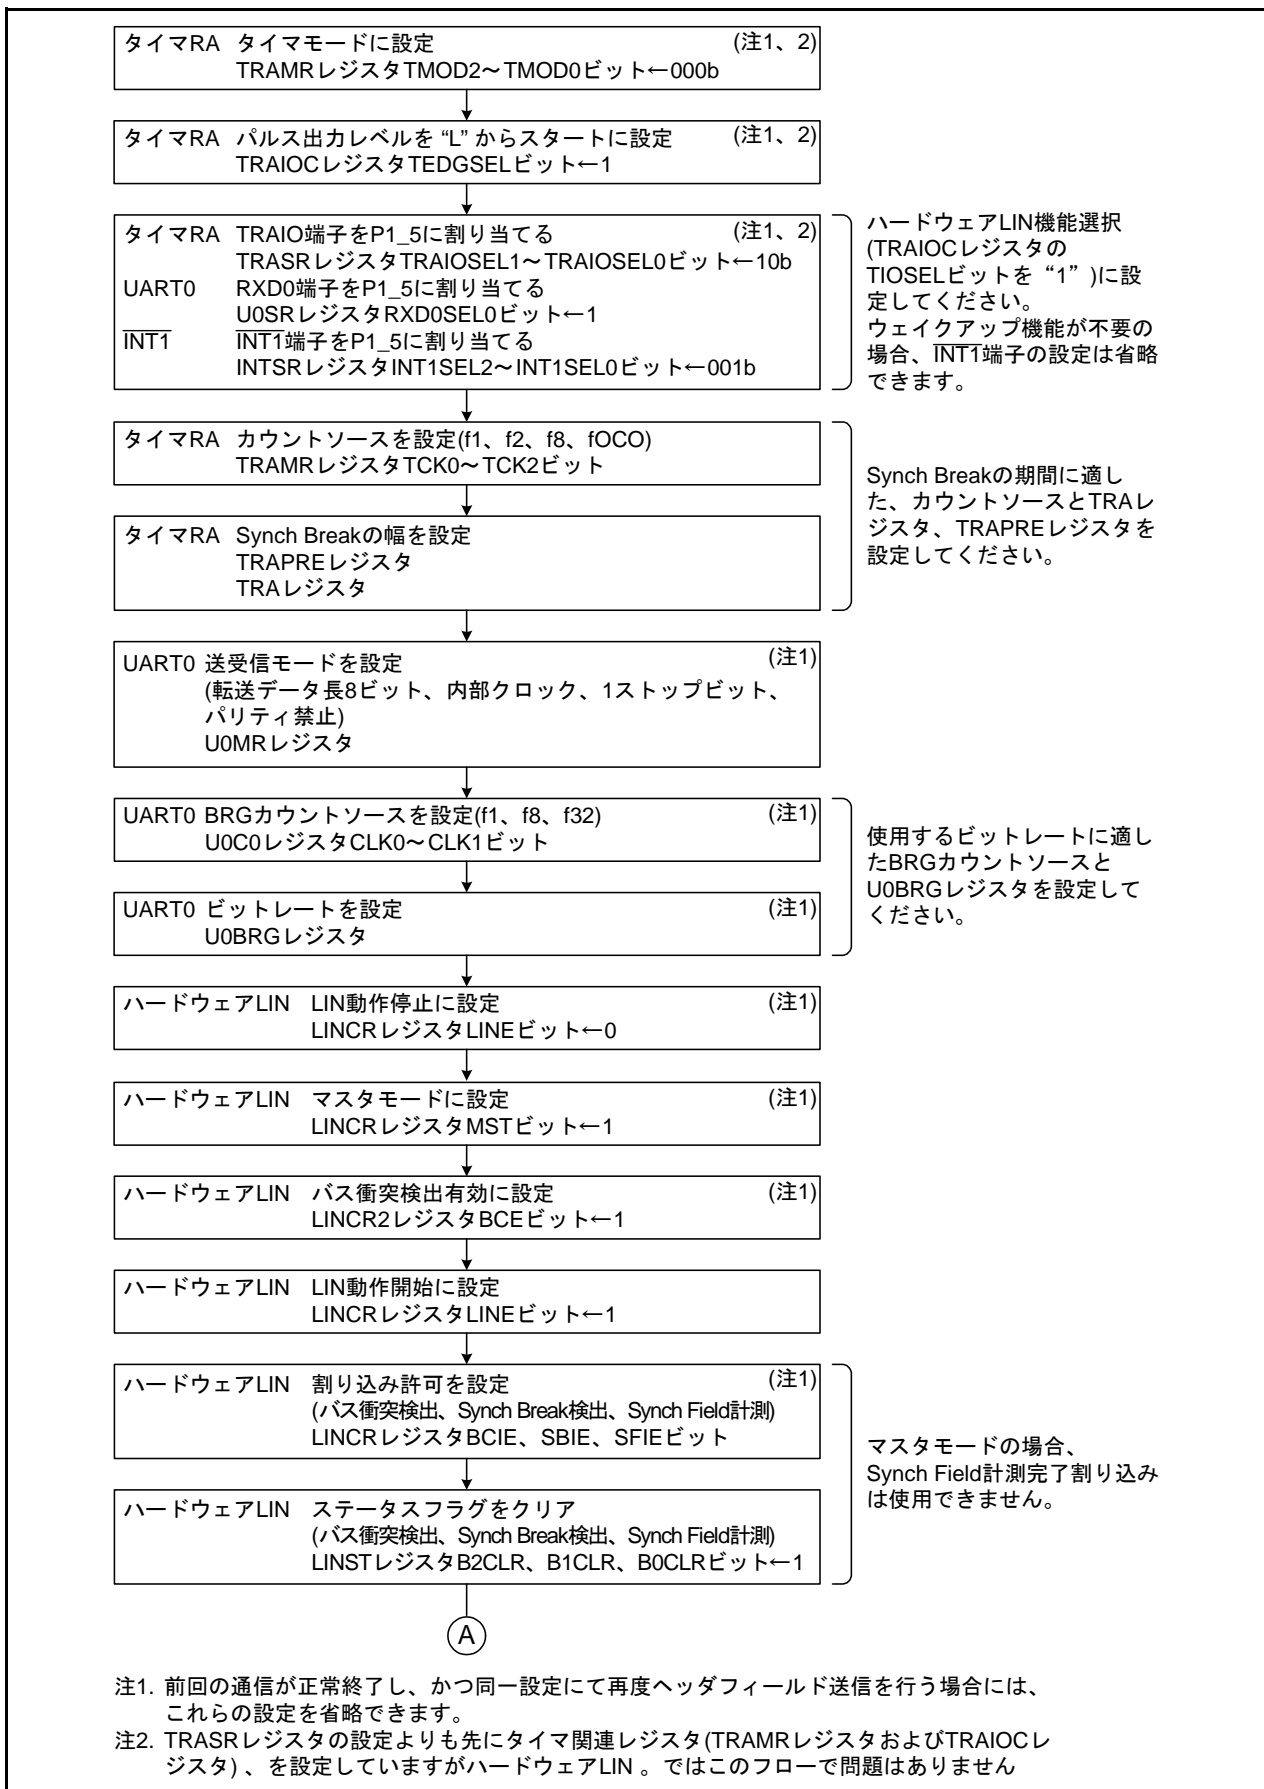 タイマRA タイマモードに設定 (注1、2)
TRAMRレジスタTMOD2～TMOD0ビット←000b
タイマRA パルス出力レベルを “L” からスタートに設定 (注1、2)
TRAIOCレジスタTEDGSELビット←1
タイマRA TRAIO端子をP1_5に割り当てる (注1、2)
TRASRレジスタTRAIOSEL1～TRAIOSEL0ビット←10b
UART0 RXD0端子をP1_5に割り当てる
U0SRレジスタRXD0SEL0ビット←1
INT1 INT1端子をP1_5に割り当てる
INTSRレジスタINT1SEL2～INT1SEL0ビット←001b
ハードウェアLIN機能選択
(TRAIOCレジスタの
TIOSELビットを “1” )に設
定してください。
ウェイクアップ機能が不要の
場合、INT1端子の設定は省略
できます。
タイマRA カウントソースを設定(f1、f2、f8、fOCO)
TRAMRレジスタTCK0～TCK2ビット
タイマRA Synch Breakの幅を設定
TRAPREレジスタ
TRAレジスタ
Synch Breakの期間に適し
た、カウントソースとTRAレ
ジスタ、TRAPREレジスタを
設定してください。
UART0 送受信モードを設定 (注1)
(転送データ長8ビット、内部クロック、1ストップビット、
パリティ禁止)
U0MRレジスタ
UART0 BRGカウントソースを設定(f1、f8、f32) (注1)
U0C0レジスタCLK0～CLK1ビット
UART0 ビットレートを設定 (注1)
U0BRGレジスタ
使用するビットレートに適し
たBRGカウントソースと
U0BRGレジスタを設定して
ください。
ハードウェアLIN LIN動作停止に設定 (注1)
LINCRレジスタLINEビット←0
ハードウェアLIN マスタモードに設定 (注1)
LINCRレジスタMSTビット←1
ハードウェアLIN バス衝突検出有効に設定 (注1)
LINCR2レジスタBCEビット←1
ハードウェアLIN LIN動作開始に設定
LINCRレジスタLINEビット←1
ハードウェアLIN 割り込み許可を設定 (注1)
(バス衝突検出、Synch Break検出、Synch Field計測)
LINCRレジスタBCIE、SBIE、SFIEビット
ハードウェアLIN ステータスフラグをクリア
(バス衝突検出、Synch Break検出、Synch Field計測)
LINSTレジスタB2CLR、B1CLR、B0CLRビット←1
マスタモードの場合、
Synch Field計測完了割り込み
は使用できません。
A
注1. 前回の通信が正常終了し、かつ同一設定にて再度ヘッダフィールド送信を行う場合には、
これらの設定を省略できます。
注2. TRASRレジスタの設定よりも先にタイマ関連レジスタ(TRAMRレジスタおよびTRAIOCレ
ジスタ) 、を設定していますがハードウェアLIN 。ではこのフローで問題はありません